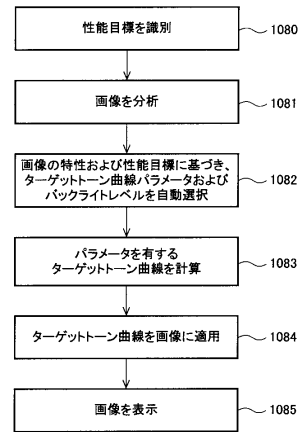 性能目標を識別
1080
画像を分析
1081
画像の特性および性能目標に基づき、
ターゲットトーン曲線パラメータおよび
バックライトレベルを自動選択
1082
パラメータを有する
ターゲットトーン曲線を計算
1083
ターゲットトーン曲線を画像に適用
1084
画像を表示
1085